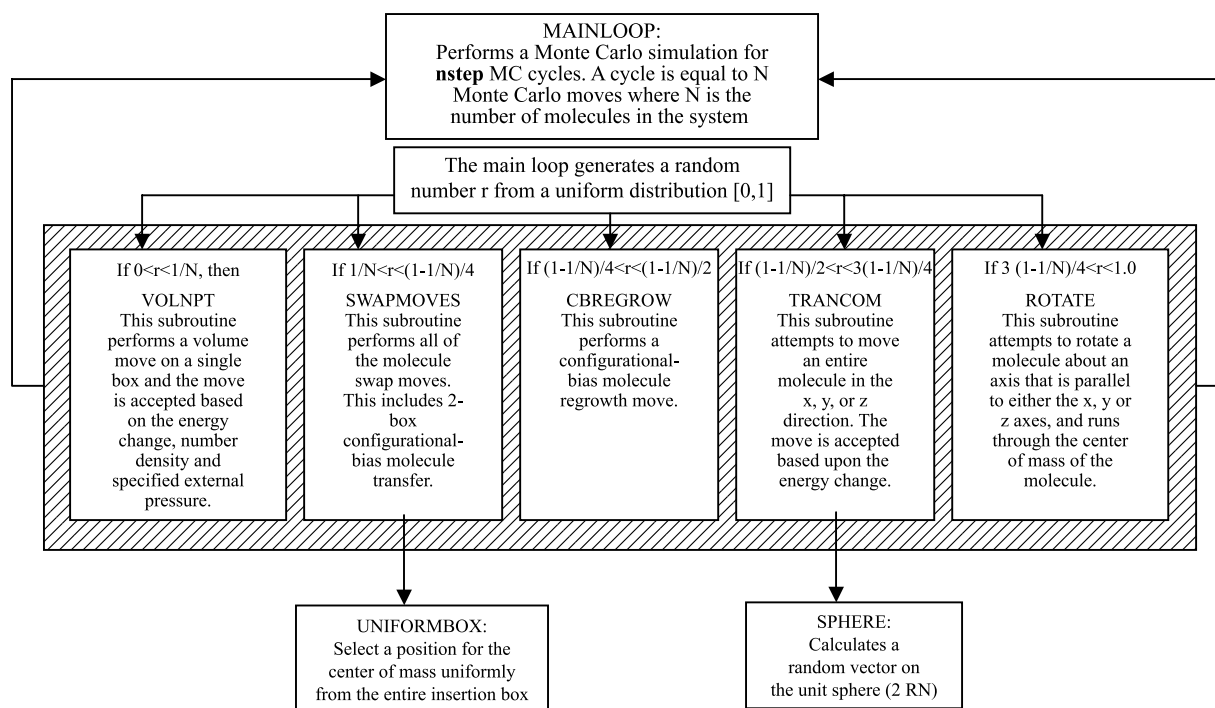 MAINLOOP:
Performs a Monte Carlo simulation for
nstep MC cycles. A cycle is equal to N
Monte Carlo moves where N is the
number of molecules in the system
The main loop generates a random
number r from a uniform distribution [0,1]
If 0<r<1/N, then
VOLNPT
This subroutine
performs a volume
move on a single
box and the move
is accepted based
on the energy
change, number
density and
specified external
pressure.
If 1/N<r<(1-1/N)/4
SWAPMOVES
This subroutine
performs all of
the molecule
swap moves.
This includes 2-
box
configurational-
bias molecule
transfer.
If (1-1/N)/4<r<(1-1/N)/2
CBREGROW
This subroutine
performs a
configurational-
bias molecule
regrowth move.
If (1-1/N)/2<r<3(1-1/N)/4
TRANCOM
This subroutine
attempts to move
an entire
molecule in the
x, y, or z
direction. The
move is accepted
based upon the
energy change.
If 3 (1-1/N)/4<r<1.0
ROTATE
This subroutine
attempts to rotate a
molecule about an
axis that is parallel
to either the x, y or
z axes, and runs
through the center
of mass of the
molecule.
UNIFORMBOX:
Select a position for the
center of mass uniformly
from the entire insertion box
SPHERE:
Calculates a
random vector on
the unit sphere (2 RN)